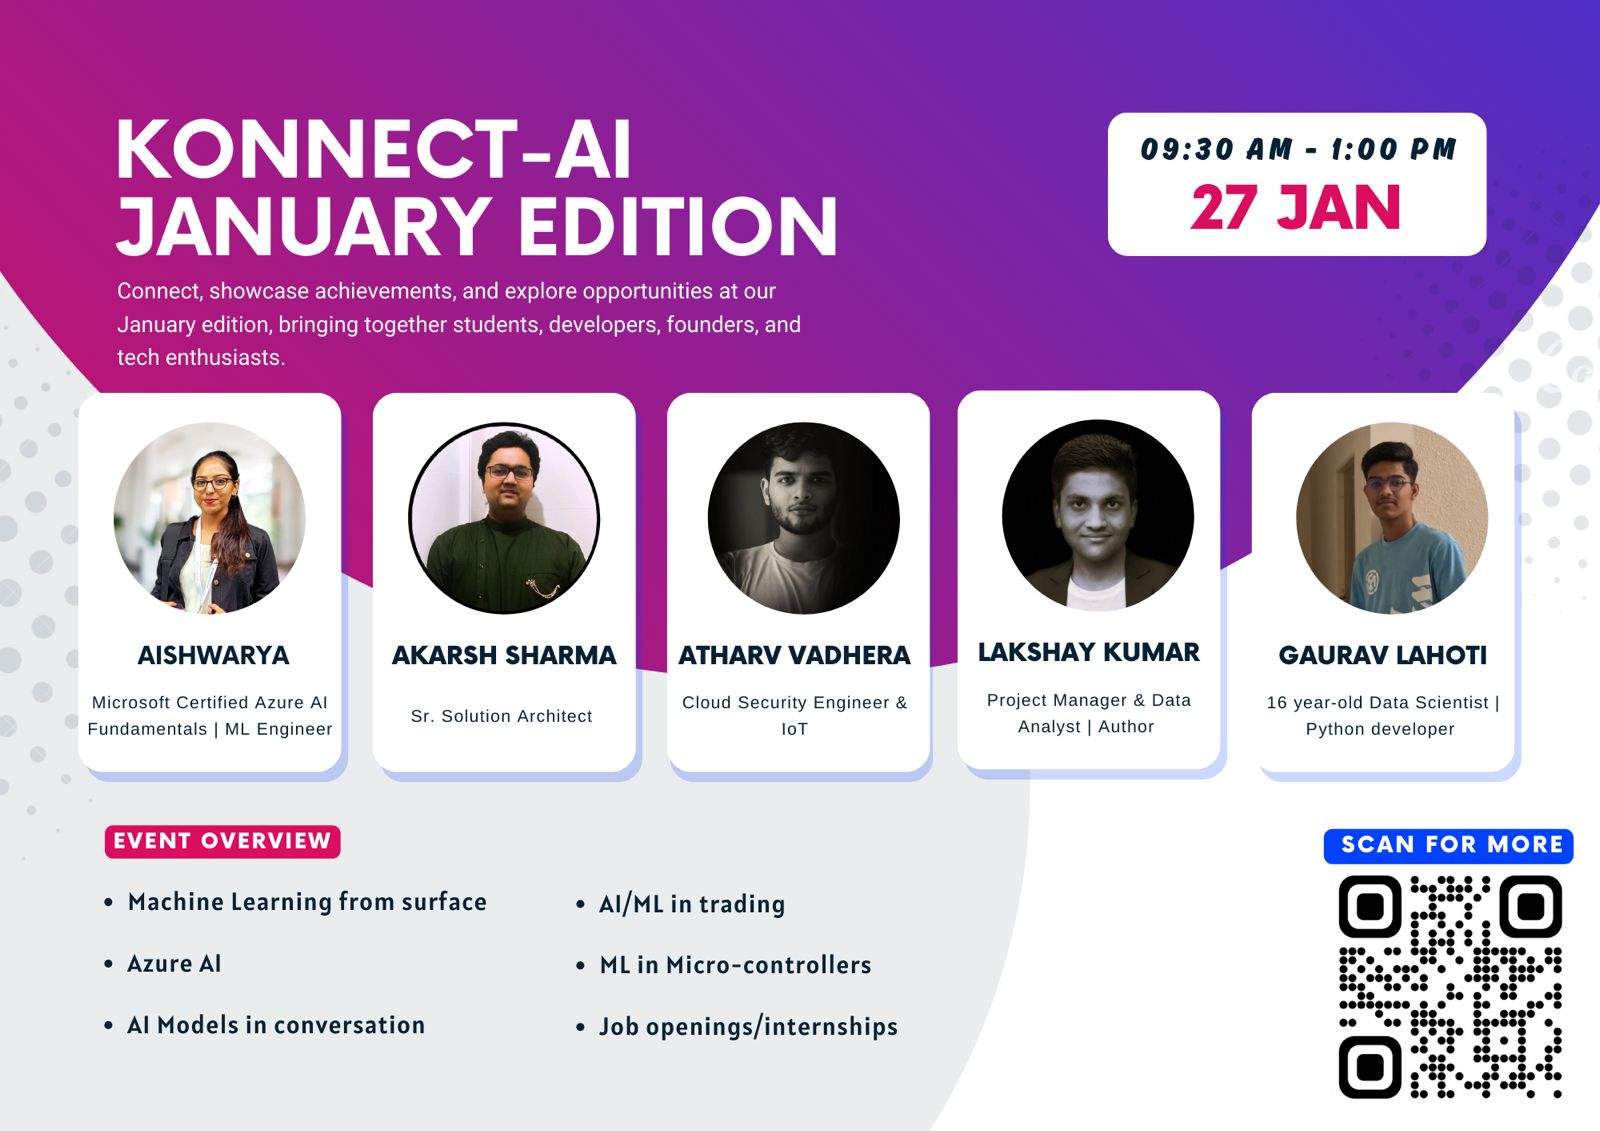 KONNECT-AI
JANUARY EDITION
Connect, showcase achievements, and explore opportunities at our
January edition, bringing together students, developers, founders, and
tech enthusiasts.
09:30 AM - 1:00 PM
27 JAN
AISHWARYA
Microsoft Certified Azure AI
Fundamentals | ML Engineer
AKARSH SHARMA
Sr. Solution Architect
ATHARV VADHERA
Cloud Security Engineer &
IoT
LAKSHAY KUMAR
Project Manager & Data
Analyst | Author
GAURAV LAHOTI
16 year-old Data Scientist |
Python developer
EVENT OVERVIEW
• Machine Learning from surface
• Azure AI
• AI Models in conversation
• AI/ML in trading
• ML in Micro-controllers
• Job openings/internships
SCAN FOR MORE